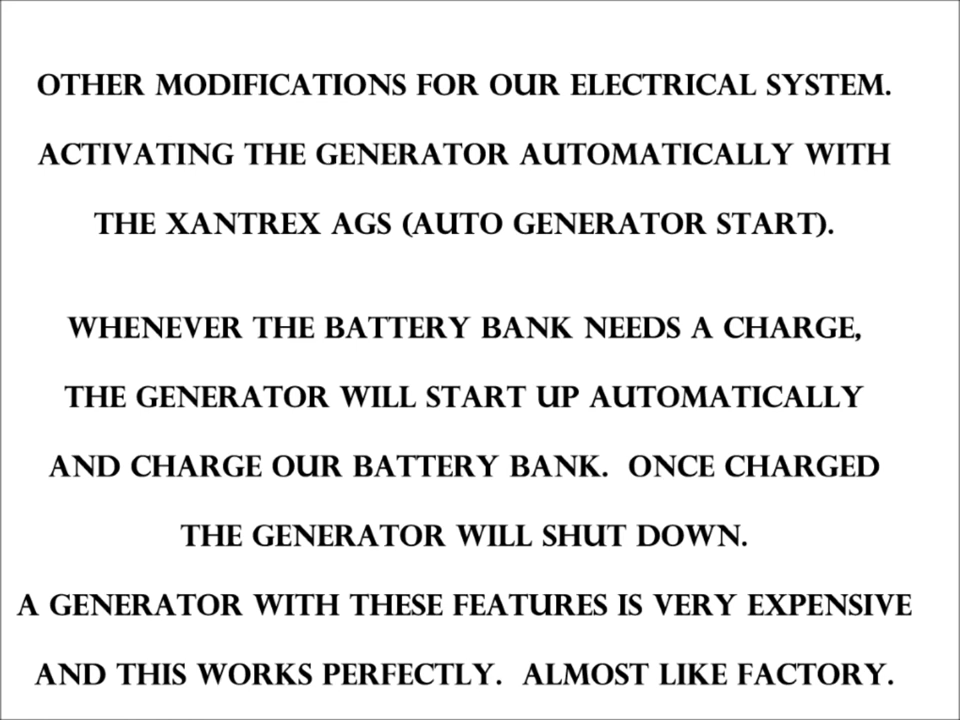 OTHER MODIFICATIONS FOR OUR ELECTRICAL SYSTEM.
ACTIVATING THE GENERATOR AUTOMATICALLY WITH
THE XANTREX AGS (AUTO GENERATOR START).
WHENEVER THE BATTERY BANK NEEDS A CHARGE,
THE GENERATOR WILL START UP AUTOMATICALLY
AND CHARGE OUR BATTERY BANK. ONCE CHARGED
THE GENERATOR WILL SHUT DOWN.
A GENERATOR WITH THESE FEATURES IS VERY EXPENSIVE
AND THIS WORKS PERFECTLY. ALMOST LIKE FACTORY.